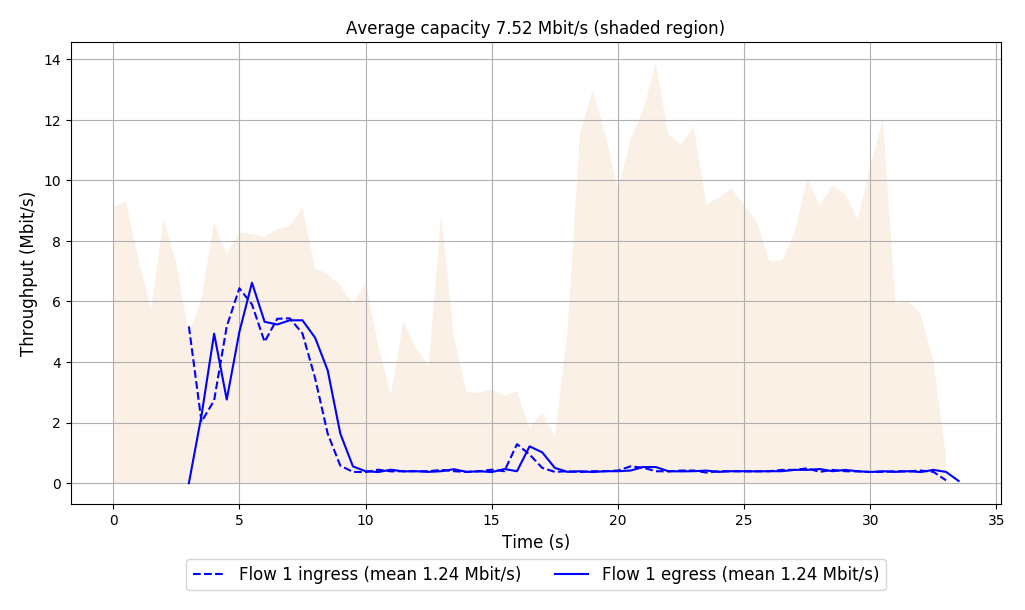 Average capacity 7.52 Mbit/s (shaded region)
Throughput (Mbit/s)
14
12
10
8
6
4
2
0
0 5 10 15 20 25 30 35
Time (s)
Flow 1 ingress (mean 1.24 Mbit/s) Flow 1 egress (mean 1.24 Mbit/s)